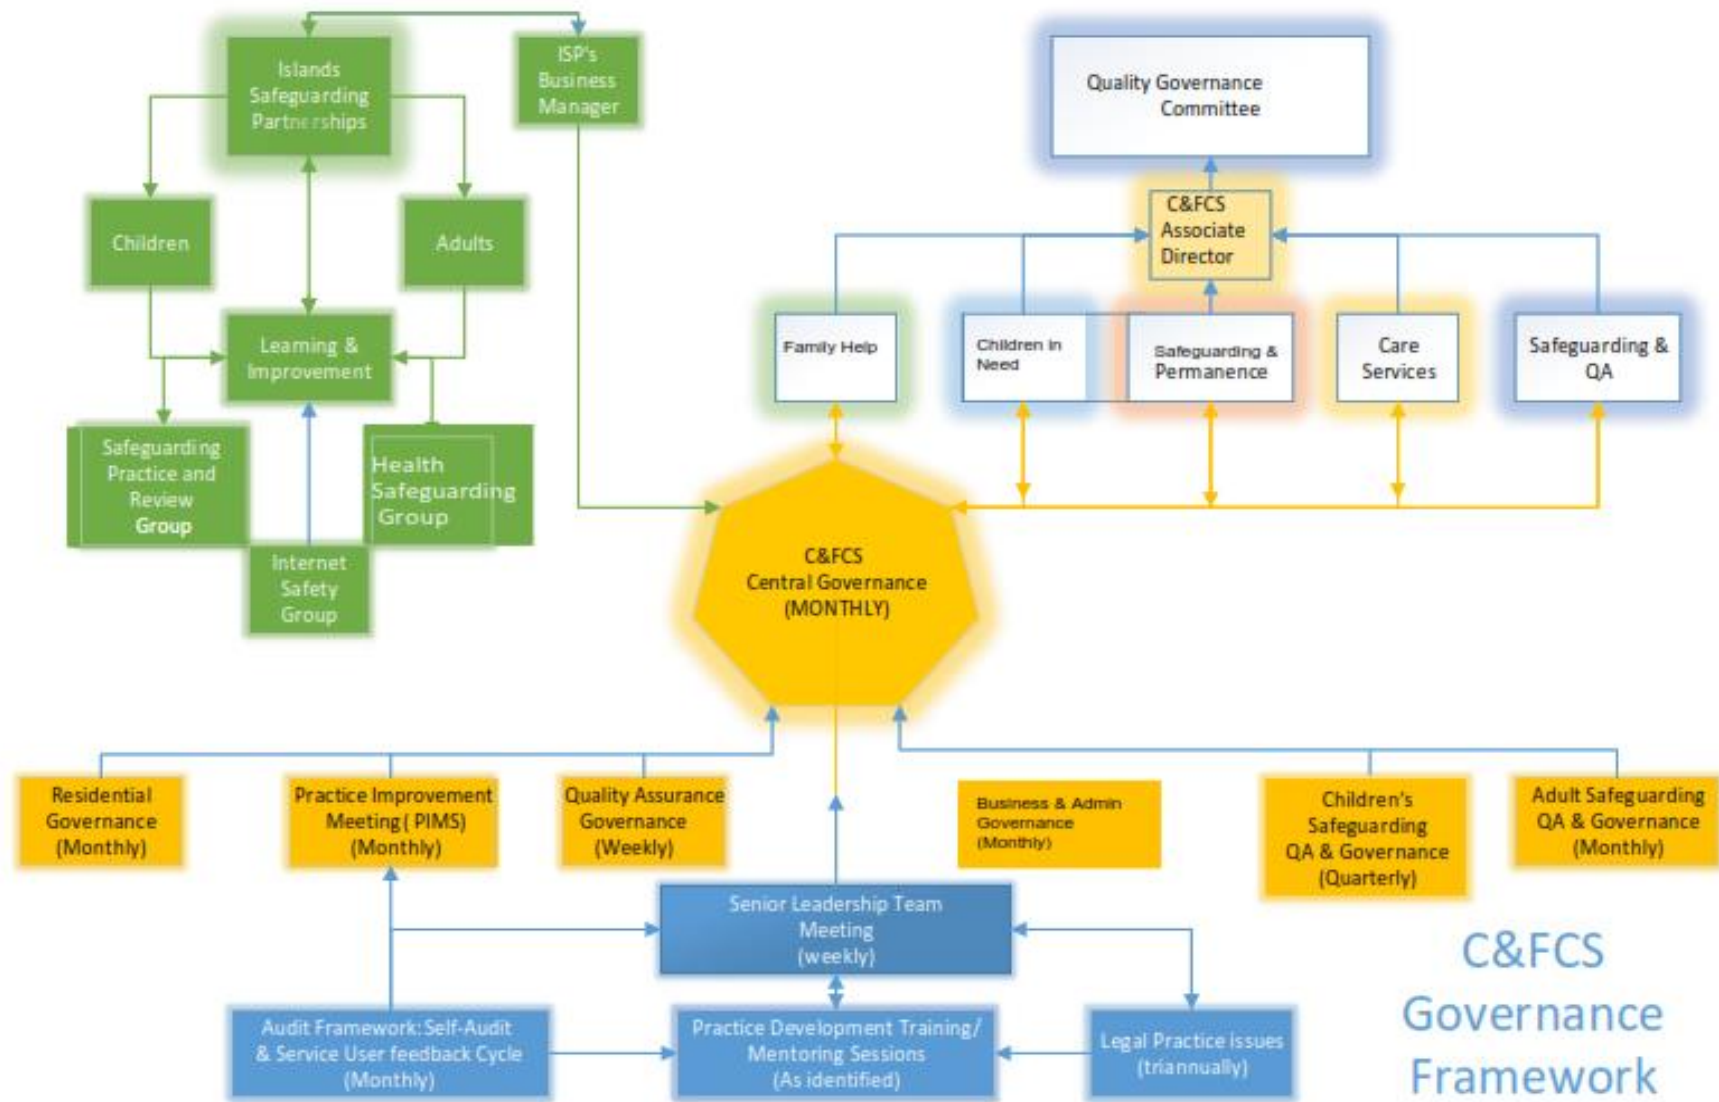 Islands
Safeguarding
Partnerships
ISP's
Business
Manager
Children
Adults
Learning &
Improvement
Safeguarding
Practice and
Review
Group
Health
Safeguarding
Group
Internet
Safety
Group
Quality Governance
Committee
C&FCS
Associate
Director
Family Help
Children in
Need
Safeguarding &
Permanence
Care
Services
Safeguarding &
QA
C&FCS
Central Governance
(MONTHLY)
Residential
Governance
(Monthly)
Practice Improvement
Meeting( PIMS)
(Monthly)
Quality Assurance
Governance
(Weekly)
Business & Admin
Governance
(Monthly)
Children's
Safeguarding
QA & Governance
(Quarterly)
Adult Safeguarding
QA & Governance
(Monthly)
Senior Leadership Team
Meeting
(weekly)
Audit Framework: Self-Audit
& Service User feedback Cycle
(Monthly)
Practice Development Training/
Mentoring Sessions
(As identified)
Legal Practice issues
(triannually)
C&FCS
Governance
Framework